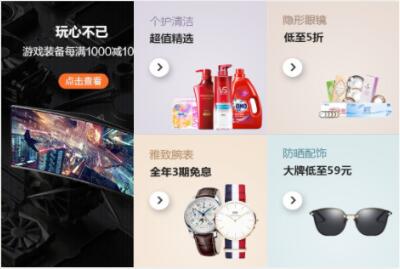 玩心不已
游戏装备每满1000减10
点击查看
个护清洁
超值精选
VS
OMO
隐形眼镜
低至5折
雅致腕表
全年3期免息
防晒配饰
大牌低至59元